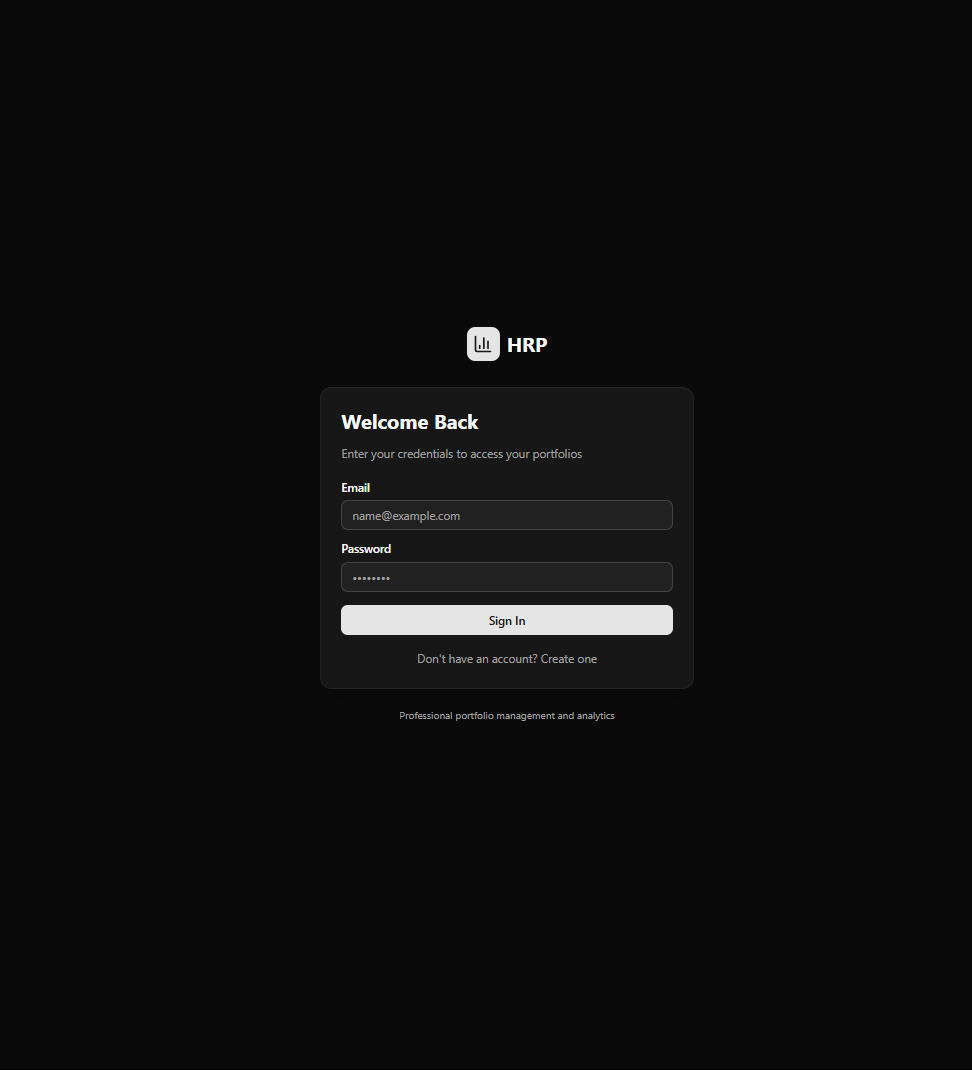 HRP
Welcome Back
Enter your credentials to access your portfolios
Email
name@example.com
Password
••••••••
Sign In
Don't have an account? Create one
Professional portfolio management and analytics